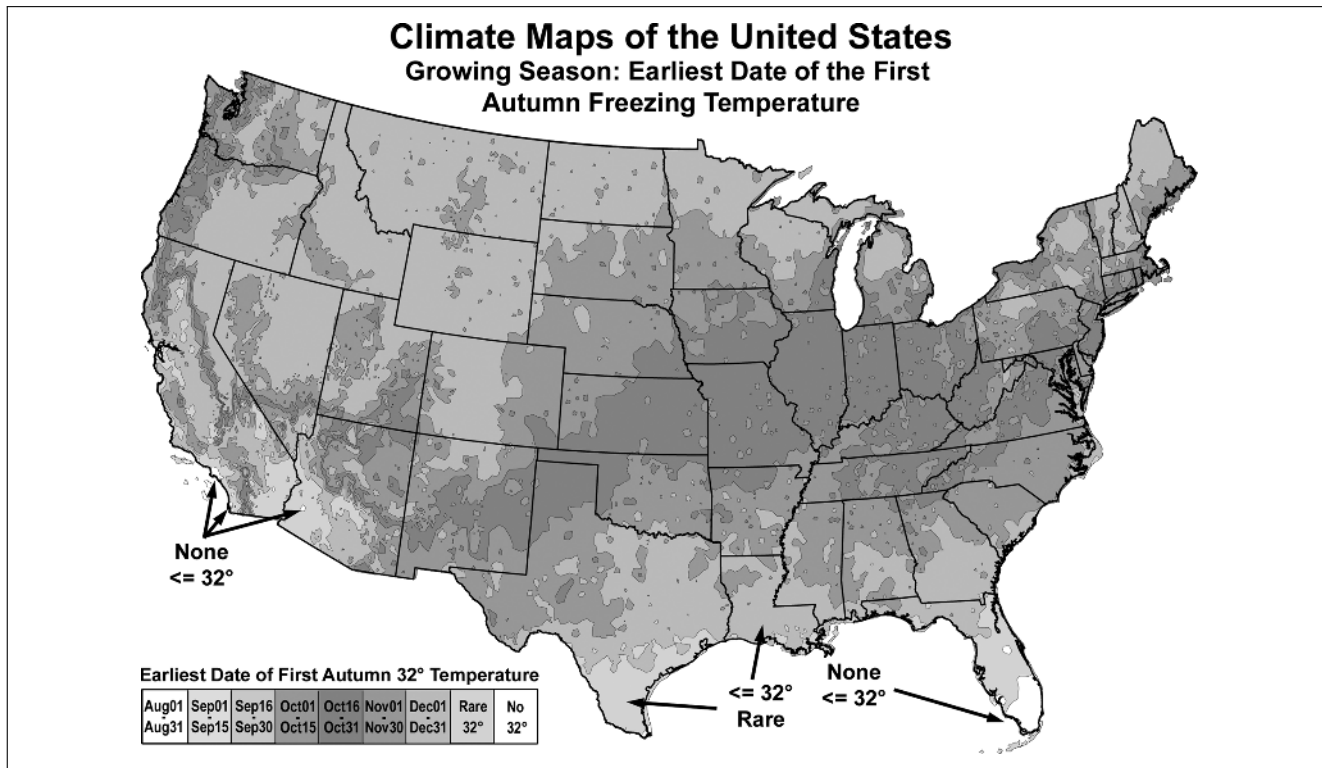 Climate Maps of the United States
Growing Season: Earliest Date of the First
Autumn Freezing Temperature
None
<= 32°
<= 32°
Rare
None
<= 32°
Earliest Date of First Autumn 32° Temperature
Aug01 Sep01 Sep16 Oct01 Oct16 Nov01 Dec01 Rare No
- - - - - - -
Aug31 Sep15 Sep30 Oct15 Oct31 Nov30 Dec31 32° 32°